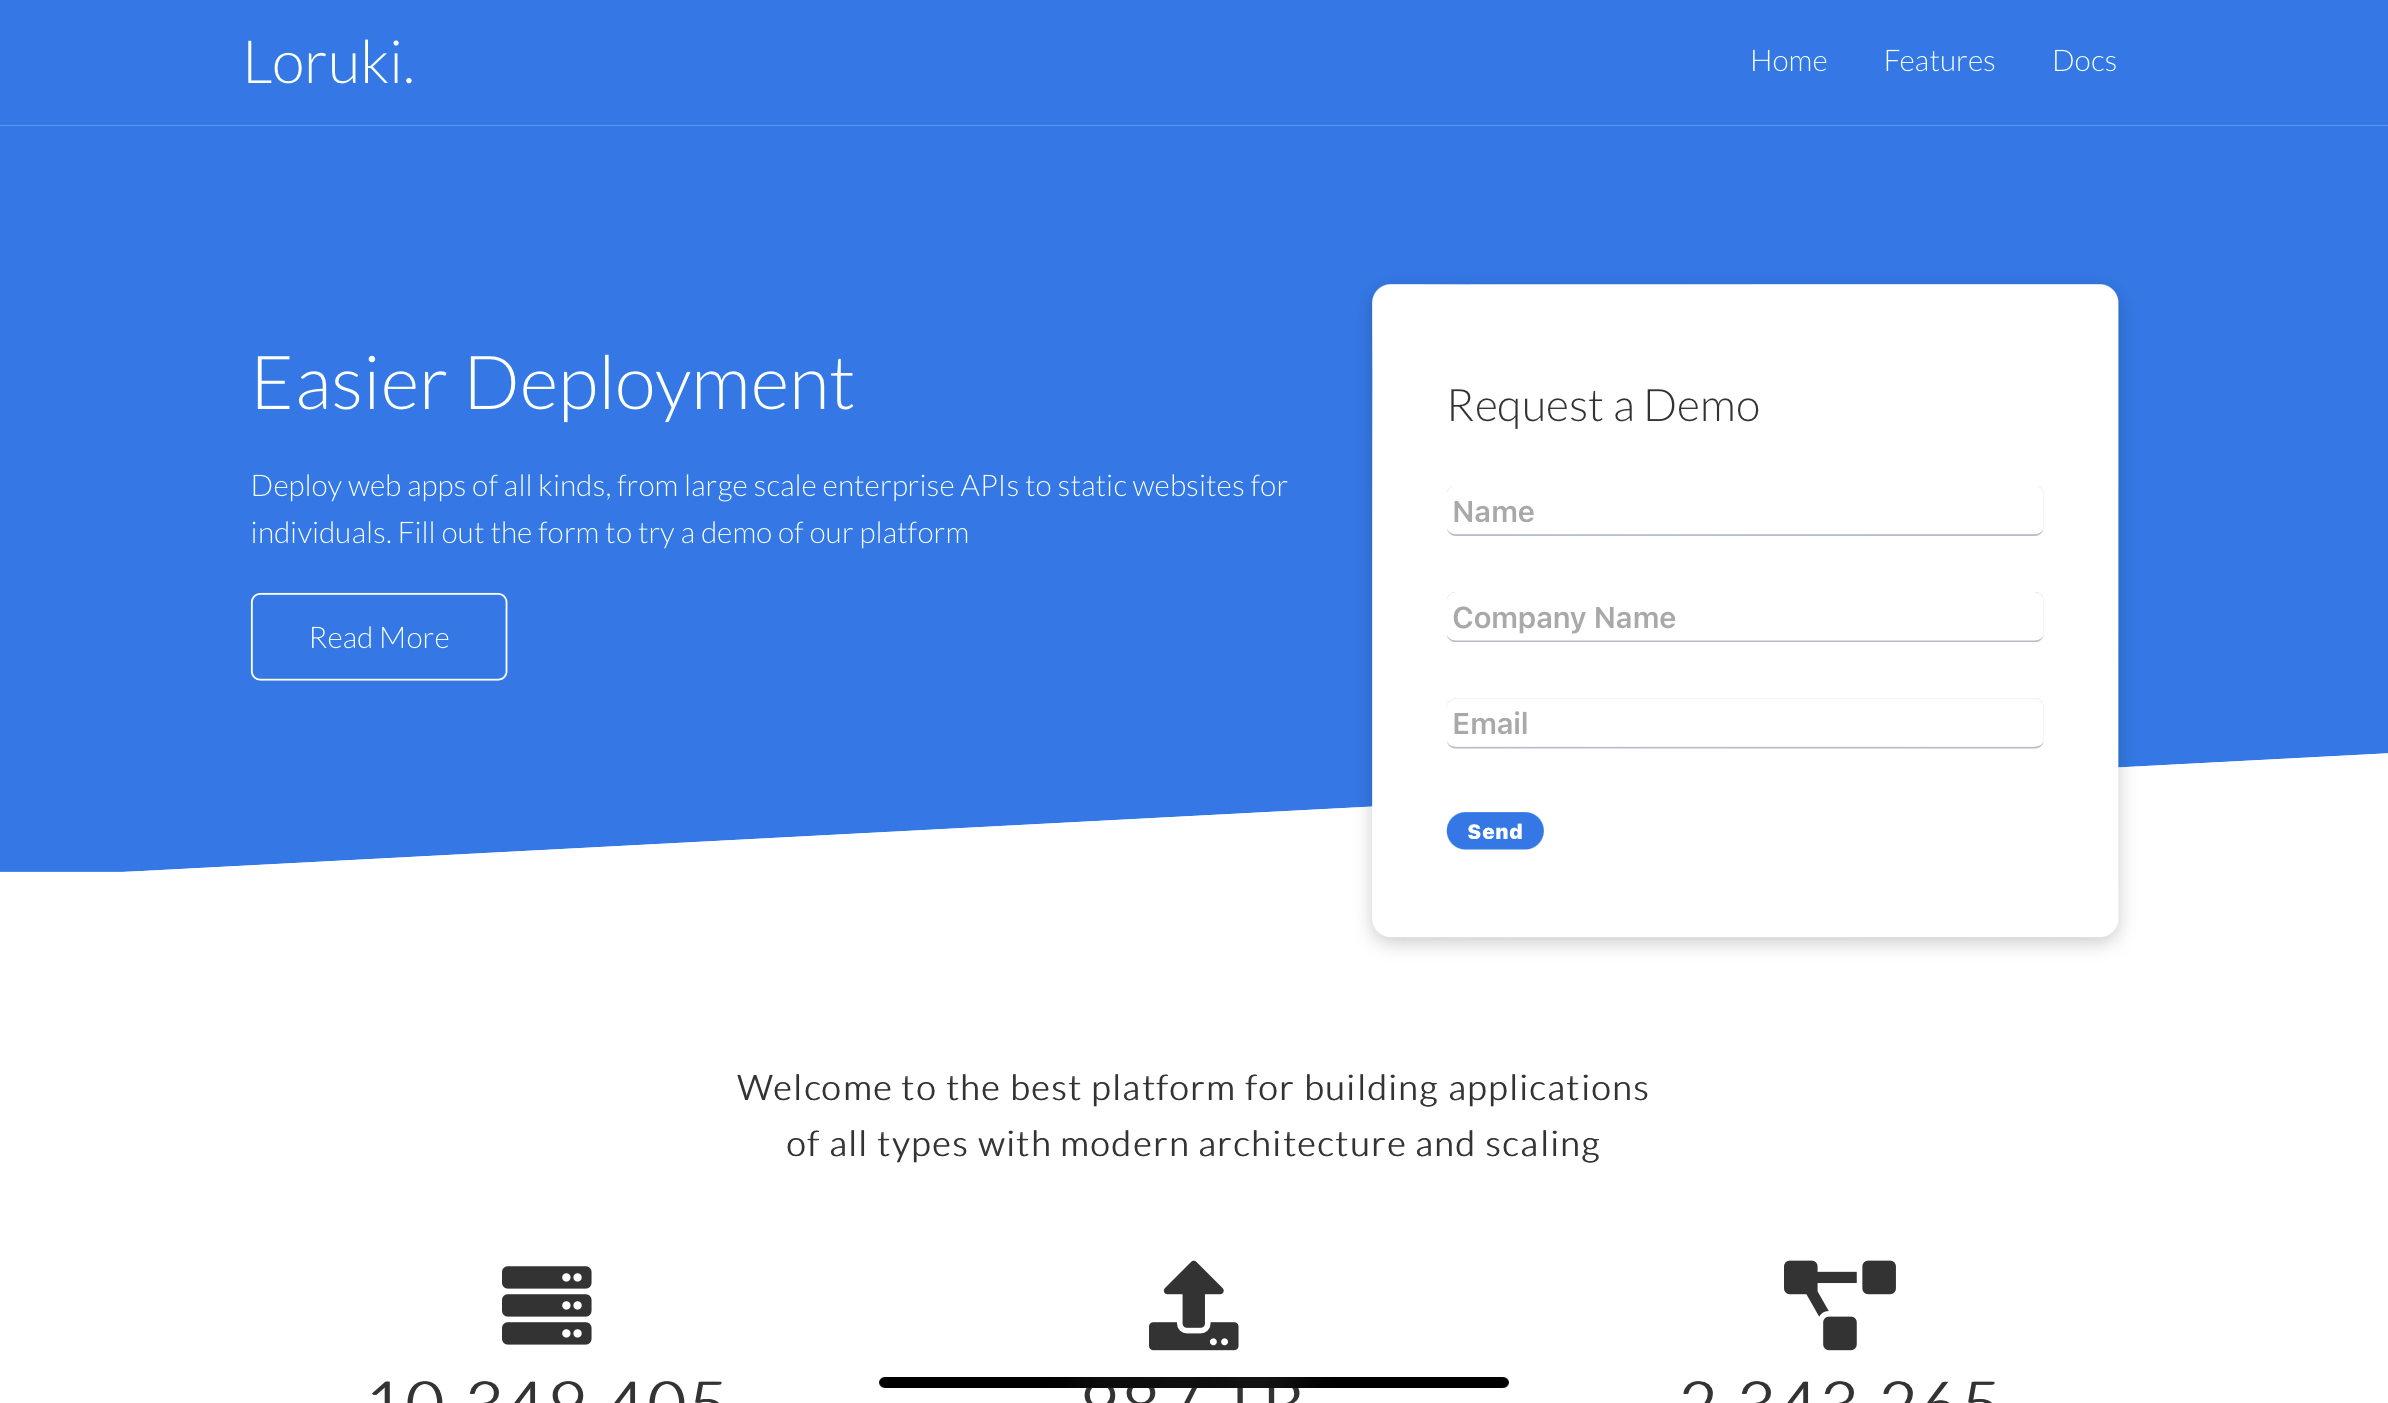 Loruki.
Home Features Docs
Easier Deployment
Deploy web apps of all kinds, from large scale enterprise APIs to static websites for
individuals. Fill out the form to try a demo of our platform
Read More
Request a Demo
Name
Company Name
Email
Send
Welcome to the best platform for building applications
of all types with modern architecture and scaling